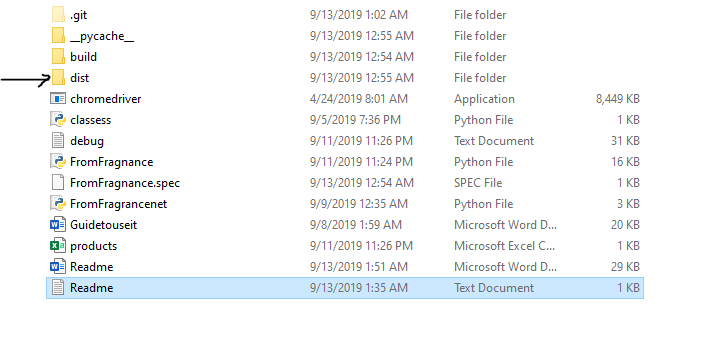 .git 9/13/2019 1:02 AM File folder
__pycache__ 9/13/2019 12:55 AM File folder
build 9/13/2019 12:54 AM File folder
dist 9/13/2019 12:55 AM File folder
chromedriver 4/24/2019 8:01 AM Application 8,449 KB
classess 9/5/2019 7:36 PM Python File 1 KB
debug 9/11/2019 11:26 PM Text Document 31 KB
FromFragnance 9/11/2019 11:24 PM Python File 16 KB
FromFragnance.spec 9/13/2019 12:54 AM SPEC File 1 KB
FromFragrancenet 9/9/2019 12:35 AM Python File 3 KB
Guidetouseit 9/8/2019 1:59 AM Microsoft Word D... 20 KB
products 9/11/2019 11:26 PM Microsoft Excel C... 1 KB
Readme 9/13/2019 1:51 AM Microsoft Word D... 29 KB
Readme 9/13/2019 1:35 AM Text Document 1 KB